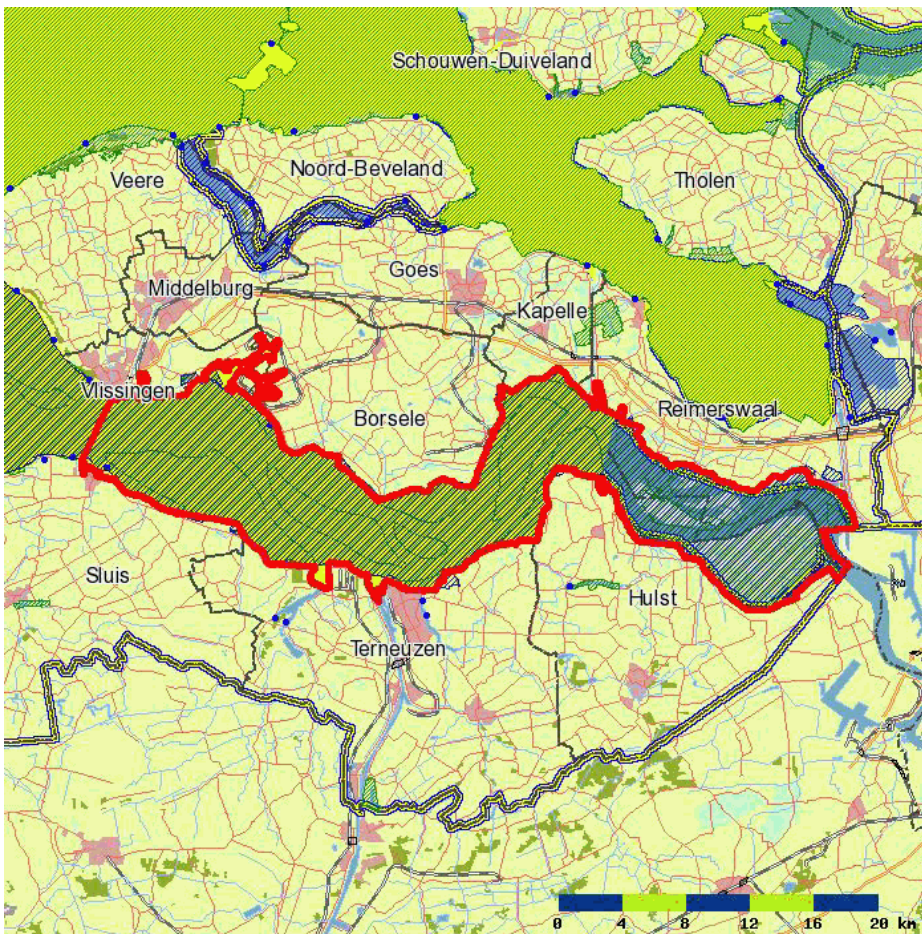 Schouwen-Duiveland
Veere
Noord-Beveland
Tholen
Goes
Middelburg
Kapelle
Vlissingen
Borsele
Reimerswaal
Sluis
Hulst
Terneuzen
0 4 8 12 16 20 km